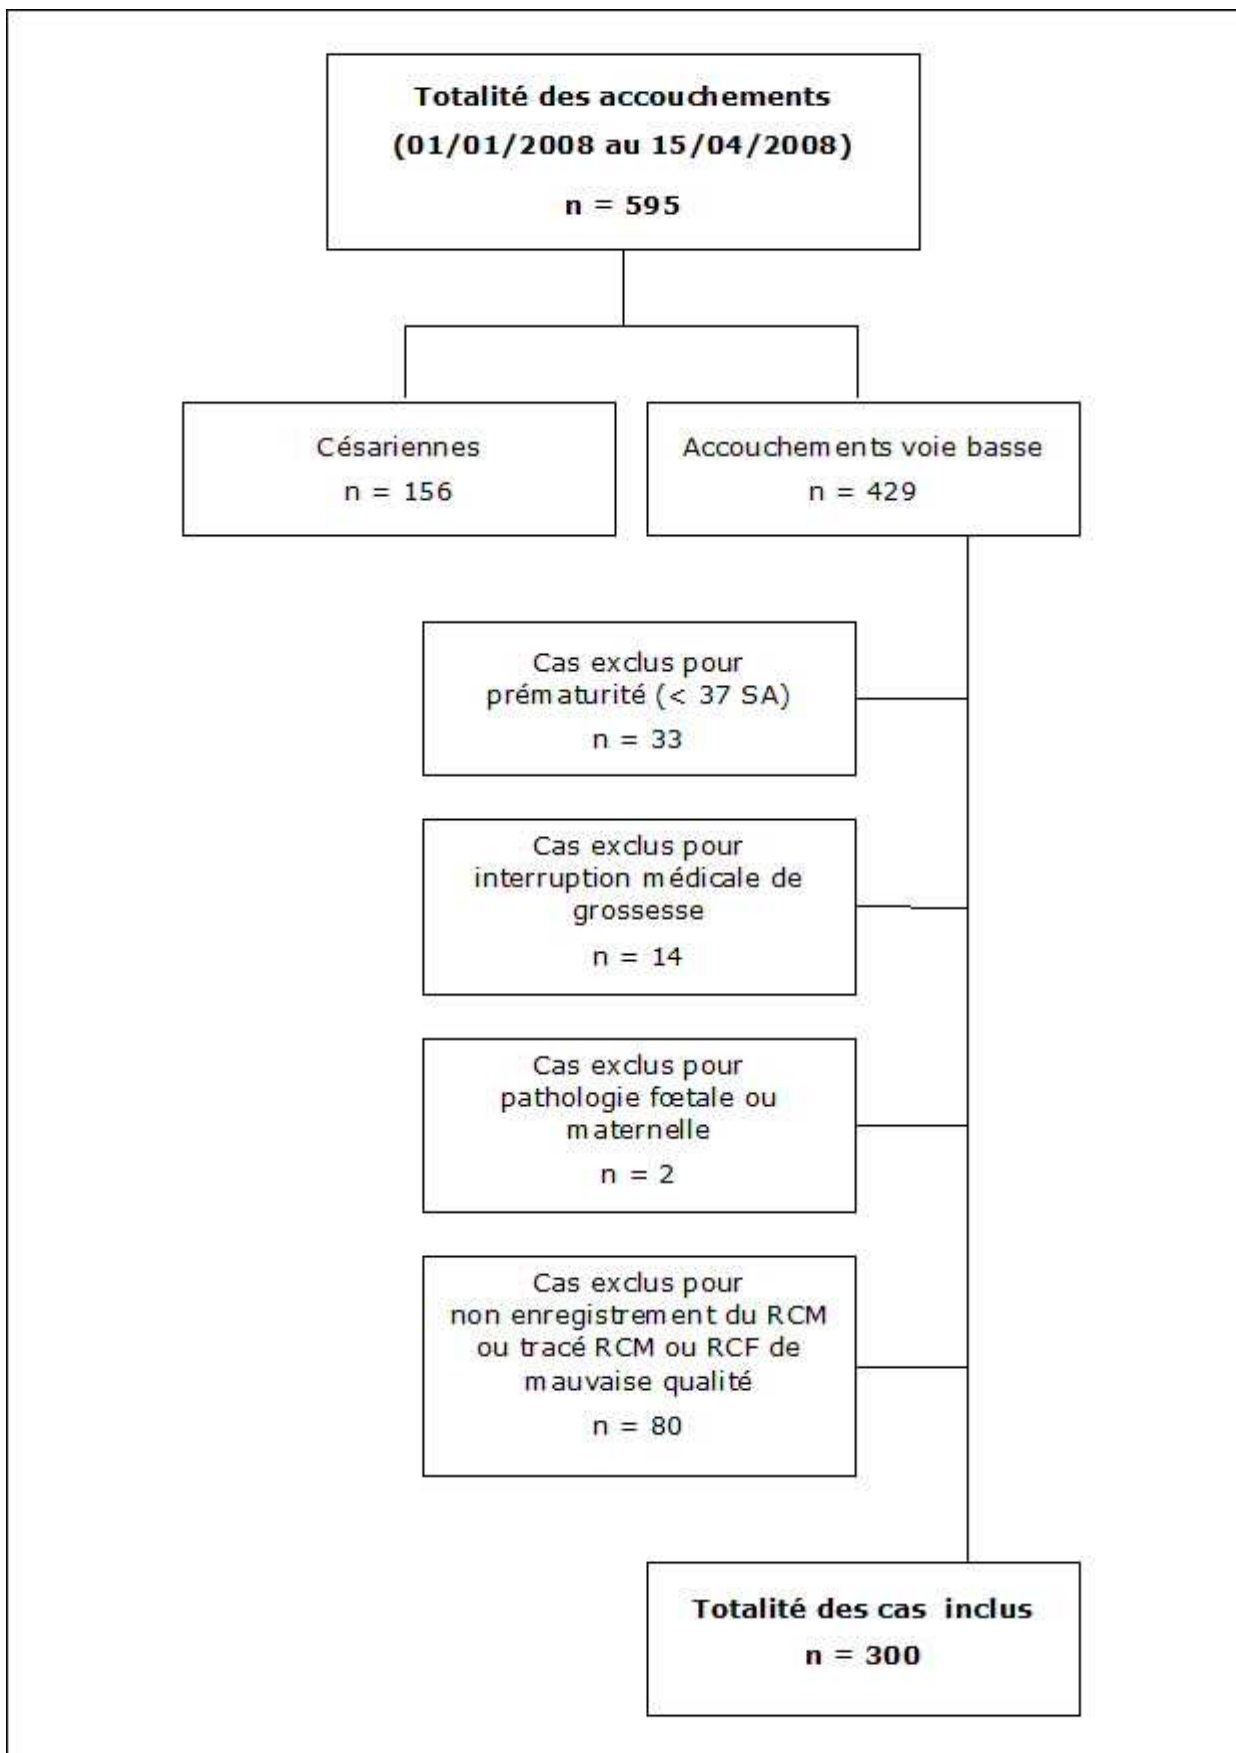 Totalité des accouchements
(01/01/2008 au 15/04/2008)
n = 595
Césariennes
n = 156
Accouchements voie basse
n = 429
Cas exclus pour
prématurité (< 37 SA)
n = 33
Cas exclus pour
interruption médicale de
grossesse
n = 14
Cas exclus pour
pathologie fœtale ou
maternelle
n = 2
Cas exclus pour
non enregistrement du RCM
ou tracé RCM ou RCF de
mauvaise qualité
n = 80
Totalité des cas inclus
n = 300